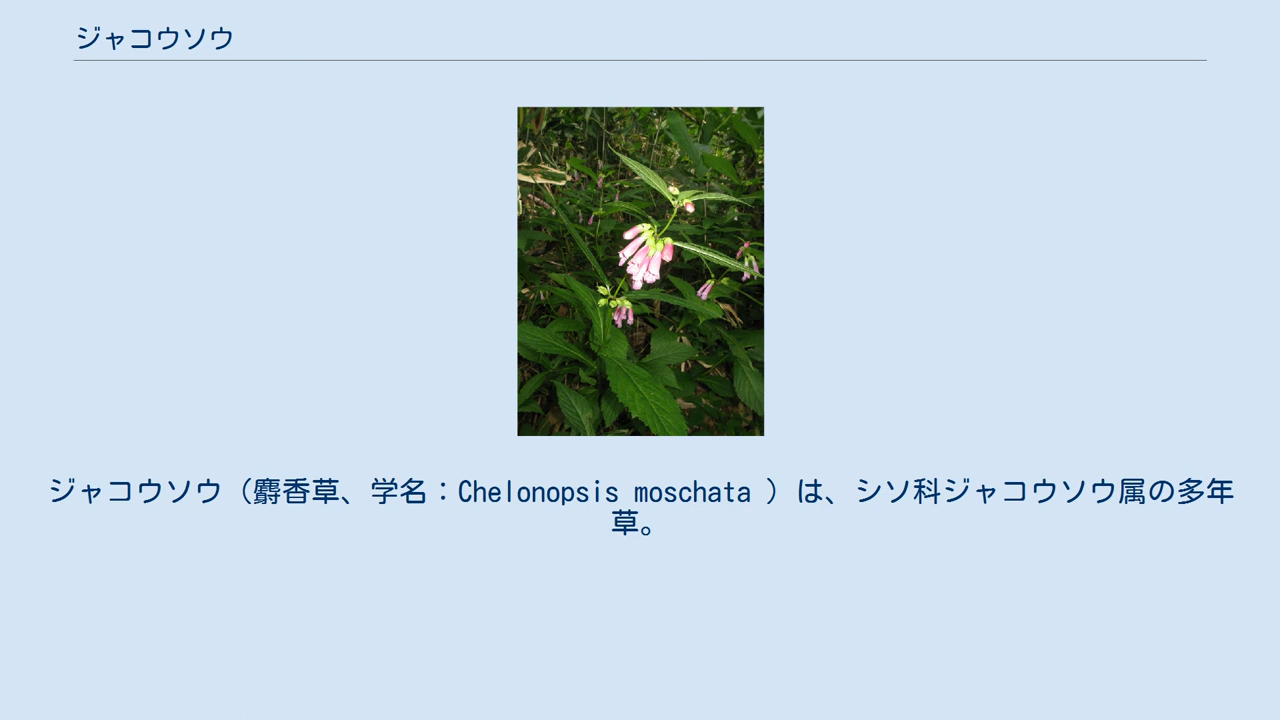 ジャコウソウ
ジャコウソウ（麝香草、学名：Chelonopsis moschata ）は、シソ科ジャコウソウ属の多年
草。